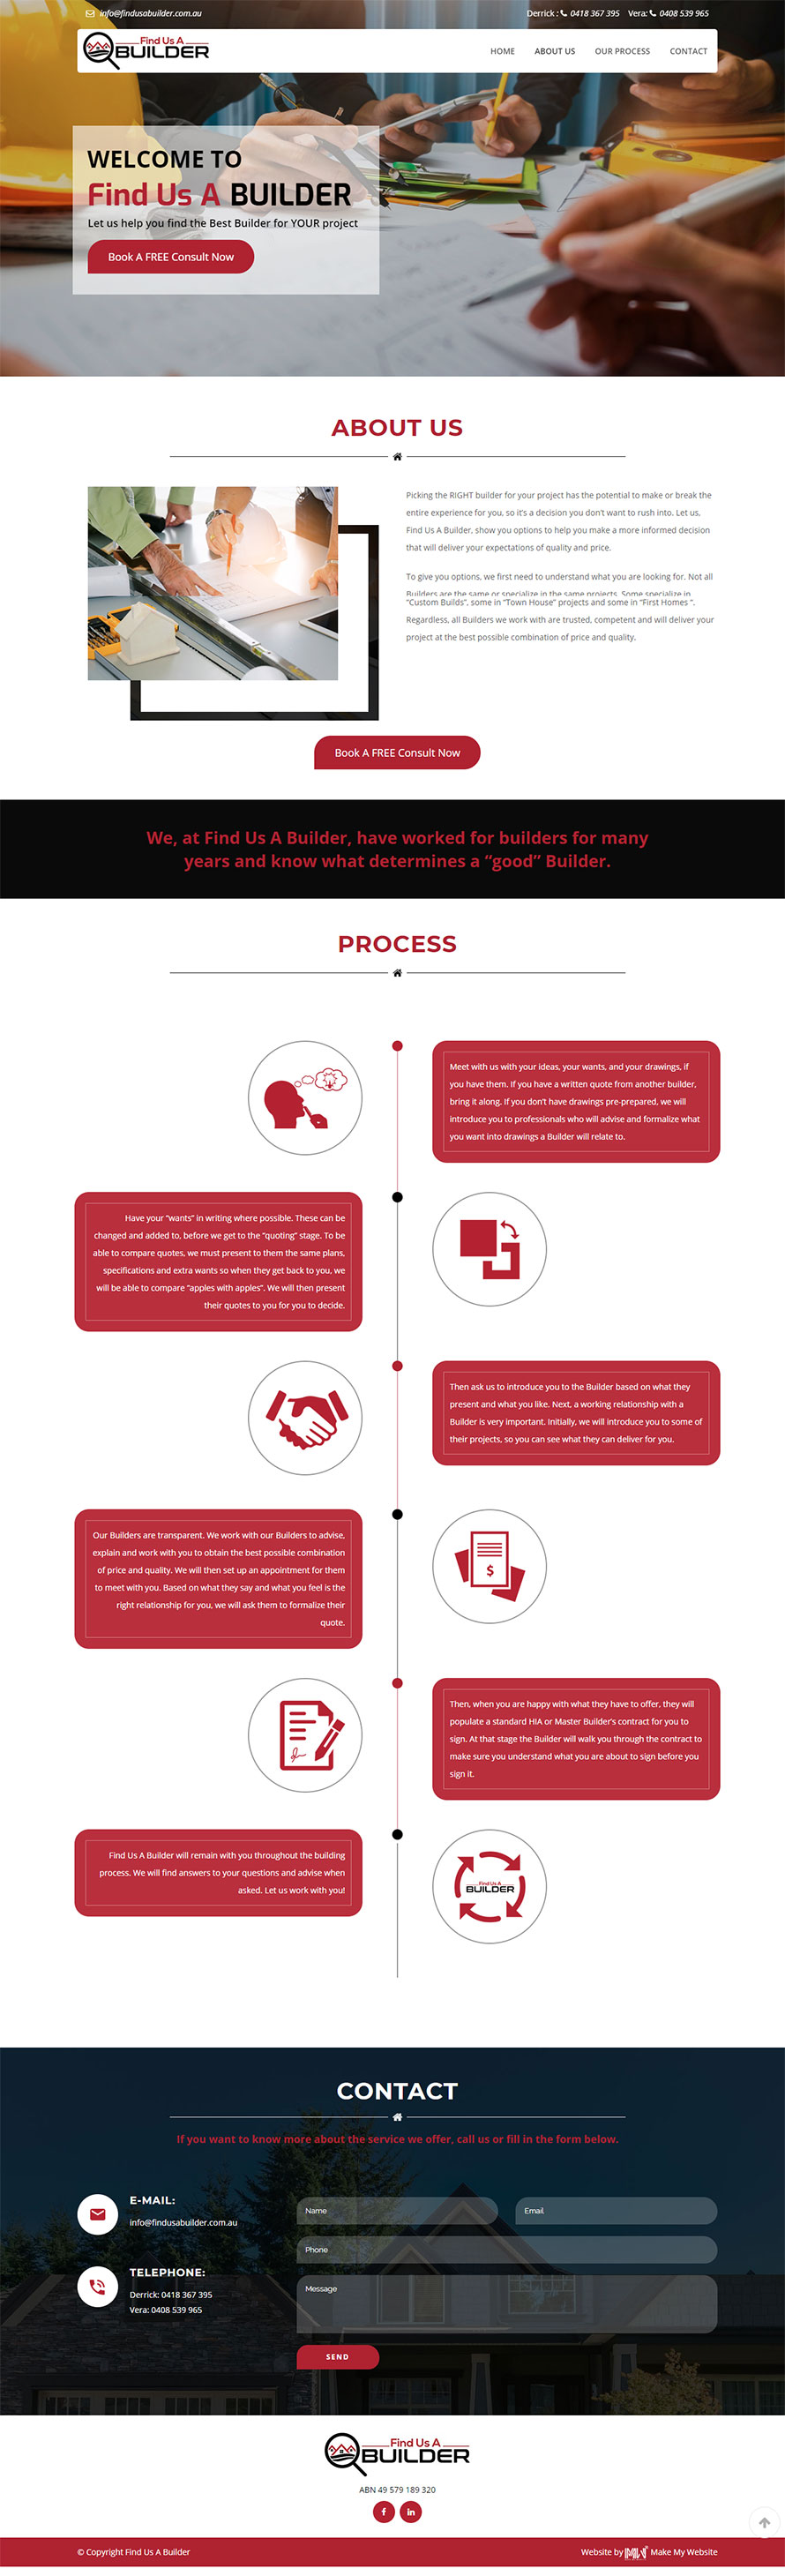 info@findusabuilder.com.au
Derrick : 0418 367 395 Vera: 0408 539 965
Find Us A
BUILDER
HOME ABOUT US OUR PROCESS CONTACT
WELCOME TO
Find Us A BUILDER
Let us help you find the Best Builder for YOUR project
Book A FREE Consult Now
ABOUT US
Picking the RIGHT builder for your project has the potential to make or break the
entire experience for you, so it's a decision you don't want to rush into. Let us,
Find Us A Builder, show you options to help you make a more informed decision
that will deliver your expectations of quality and price.
To give you options, we first need to understand what you are looking for. Not all
Builders are the same or specialize in the same projects. Some specialize in
“Custom Builds”, some in “Town House” projects and some in “First Homes “.
Regardless, all Builders we work with are trusted, competent and will deliver your
project at the best possible combination of price and quality.
Book A FREE Consult Now
We, at Find Us A Builder, have worked for builders for many
years and know what determines a “good” Builder.
PROCESS
Meet with us with your ideas, your wants, and your drawings, if
you have them. If you have a written quote from another builder,
bring it along. If you don't have drawings pre-prepared, we will
introduce you to professionals who will advise and formalize what
you want into drawings a Builder will relate to.
Have your “wants” in writing where possible. These can be
changed and added to, before we get to the “quoting” stage. To be
able to compare quotes, we must present to them the same plans,
specifications and extra wants so when they get back to you, we
will be able to compare “apples with apples”. We will then present
their quotes to you for you to decide.
Then ask us to introduce you to the Builder based on what they
present and what you like. Next, a working relationship with a
Builder is very important. Initially, we will introduce you to some of
their projects, so you can see what they can deliver for you.
Our Builders are transparent. We work with our Builders to advise,
explain and work with you to obtain the best possible combination
of price and quality. We will then set up an appointment for them
to meet with you. Based on what they say and what you feel is the
right relationship for you, we will ask them to formalize their
quote.
$
Then, when you are happy with what they have to offer, they will
populate a standard HIA or Master Builder's contract for you to
sign. At that stage the Builder will walk you through the contract to
make sure you understand what you are about to sign before you
sign it.
Find Us A Builder will remain with you throughout the building
process. We will find answers to your questions and advise when
asked. Let us work with you!
Find Us A
BUILDER
CONTACT
If you want to know more about the service we offer, call us or fill in the form below.
E-MAIL:
info@findusabuilder.com.au
TELEPHONE:
Derrick: 0418 367 395
Vera: 0408 539 965
Name
Email
Phone
Message
SEND
Find Us A
BUILDER
ABN 49 579 189 320
© Copyright Find Us A Builder
Website by MMW Make My Website